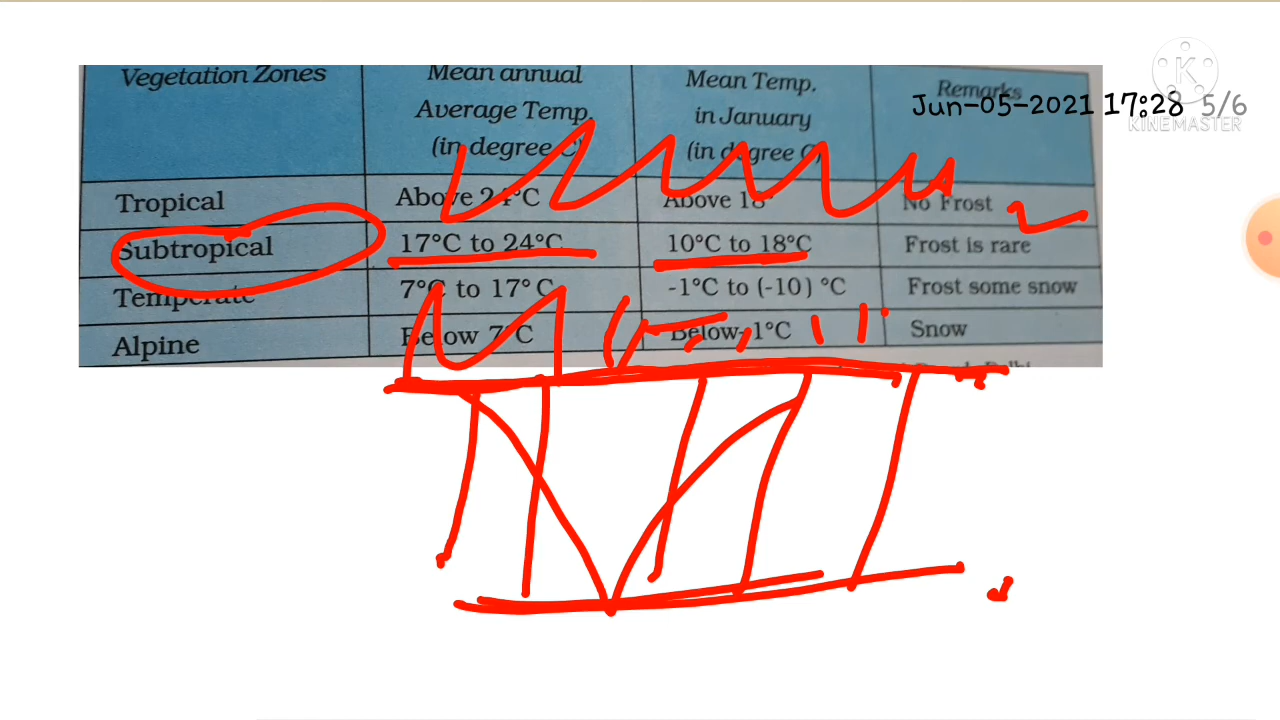 Vegetation Zones
Mean annual
Average Temp.
(in degree C)
Mean Temp.
in January
(in degree C)
Remarks
Jun-05-2021 17:28 5/6
KINEMASTER
Tropical
Above 24°C
Above 18°
No Frost
Subtropical
17°C to 24°C
10°C to 18°C
Frost is rare
Temperate
7°C to 17°C
-1°C to (-10) °C
Frost some snow
Alpine
Below 7°C
Below-1°C
Snow